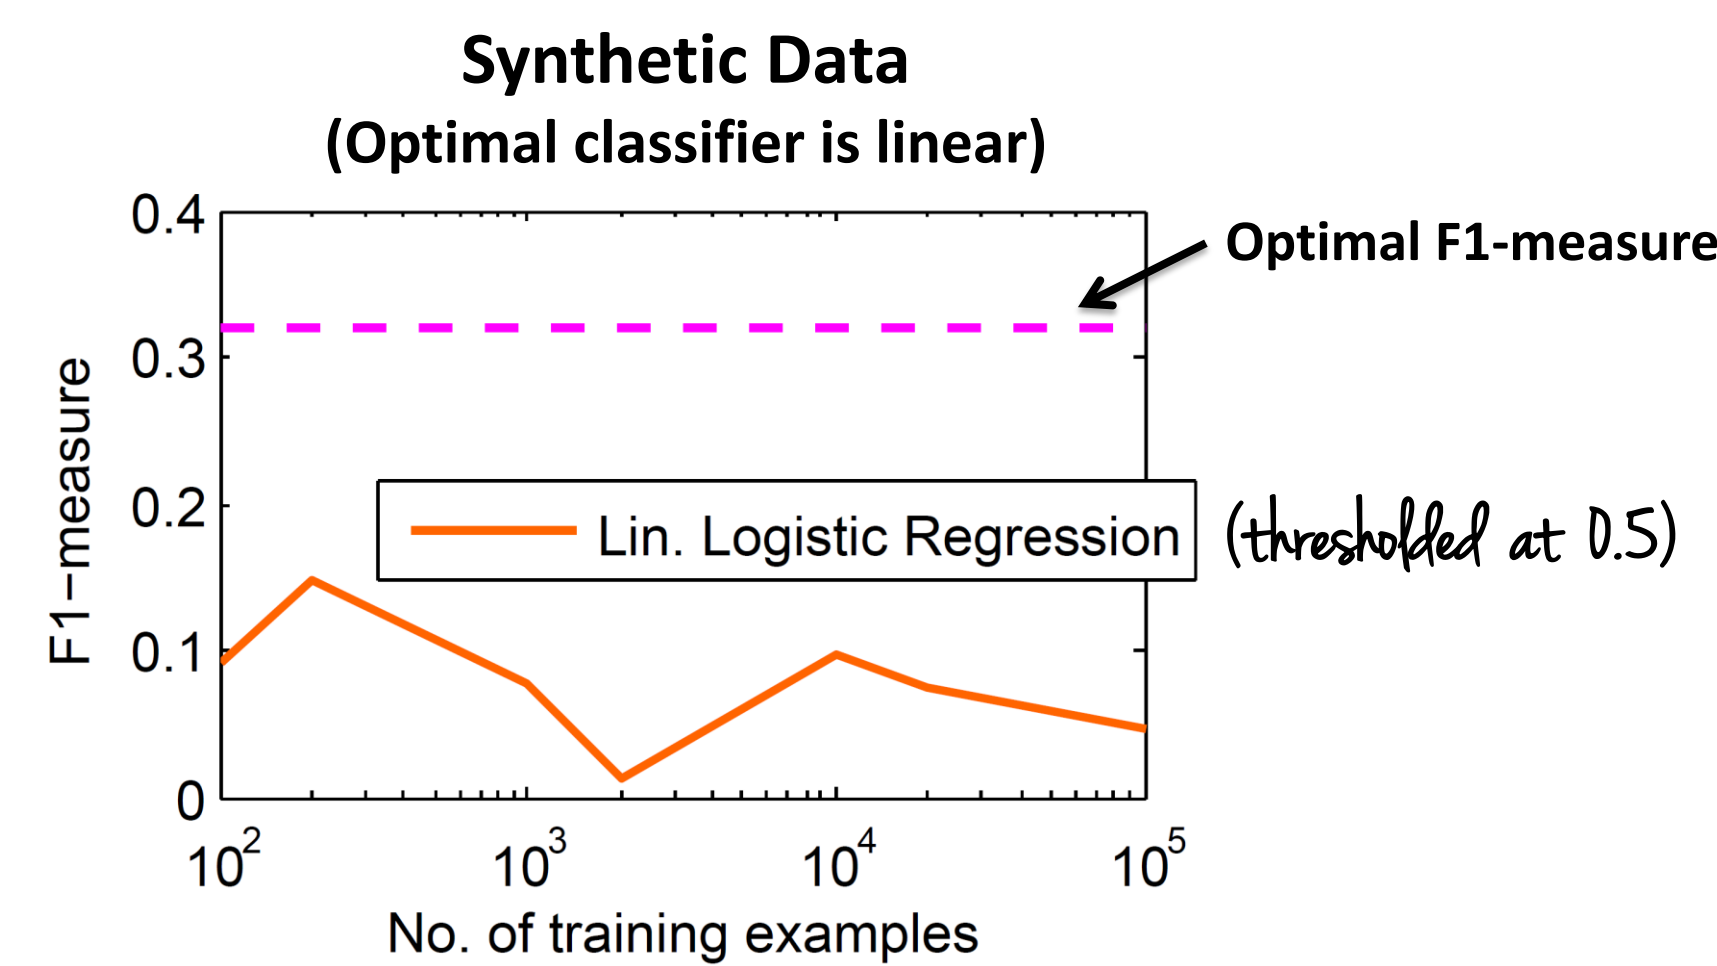 Synthetic Data
(Optimal classifier is linear)
0.4
Optimal F1-measure
0.3
F1-measure
0.2
Lin. Logistic Regression
(thresholded at 0.5)
0.1
0
10^2 10^3 10^4 10^5
No. of training examples